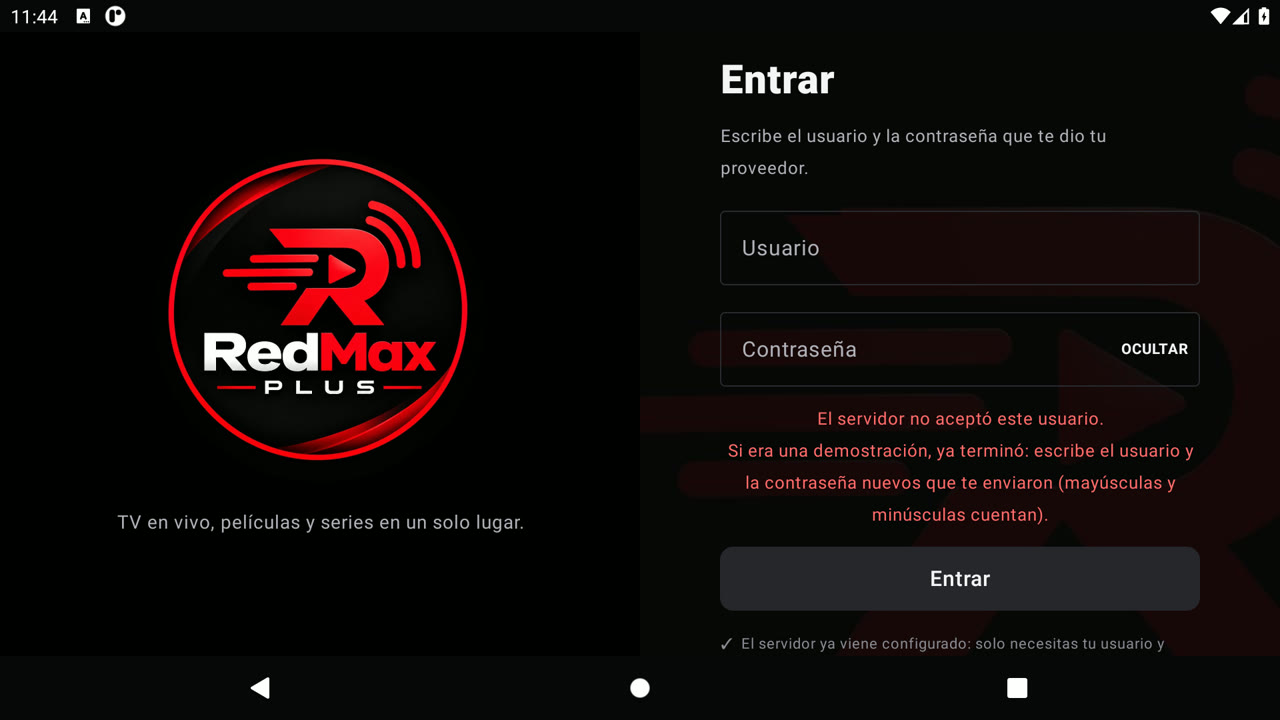 11:44
Entrar
Escribe el usuario y la contraseña que te dio tu
proveedor.
Usuario
Contraseña
OCULTAR
El servidor no aceptó este usuario.
Si era una demostración, ya terminó: escribe el usuario y
la contraseña nuevos que te enviaron (mayúsculas y
minúsculas cuentan).
Entrar
✓ El servidor ya viene configurado: solo necesitas tu usuario y
RedMax
PLUS
TV en vivo, películas y series en un solo lugar.